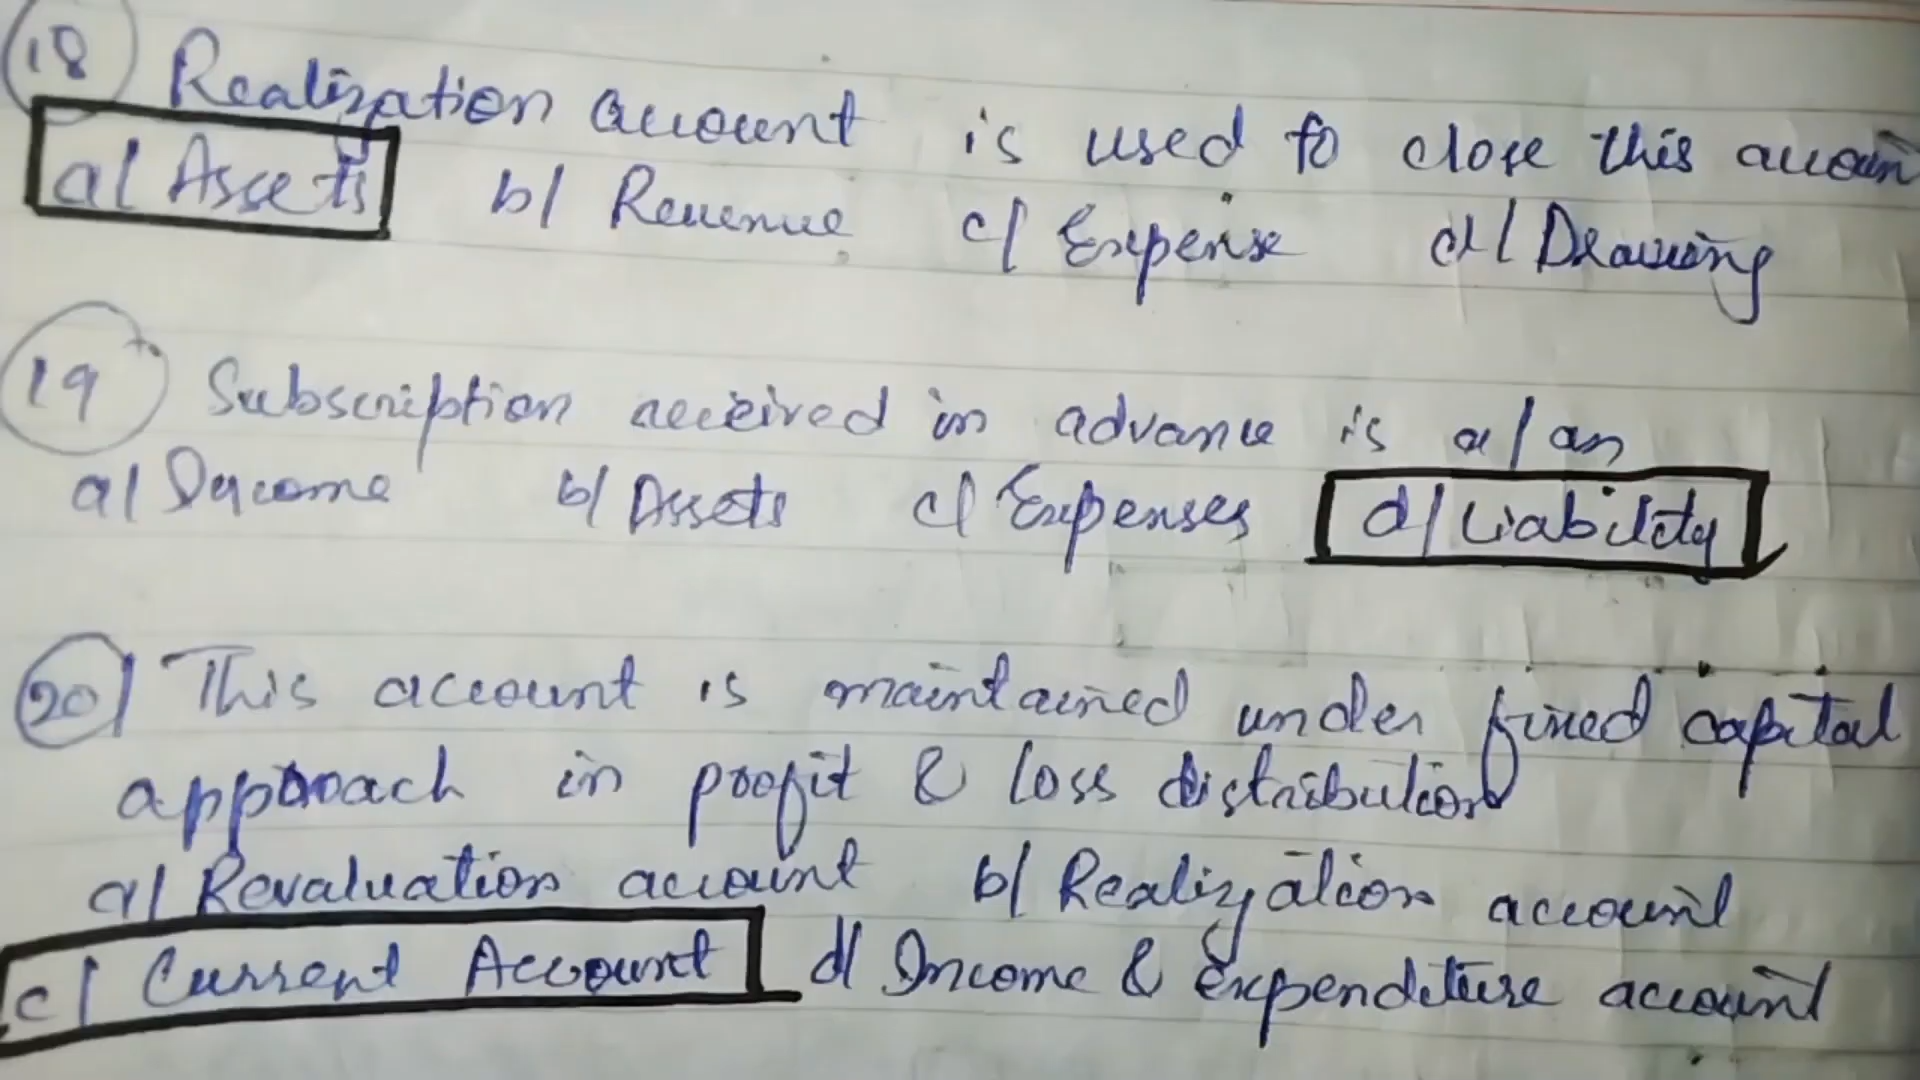 18 Realization account is used to close this accoun
a/ Assets b/ Revenue c/ Expense d/ Drawing
19 Subscription received in advance is a/an
a/ Income b/ Assets c/ Expenses d/ Liability
20/ This account is maintained under fixed capital
approach in profit & loss distribution
a/ Revaluation account b/ Realization account
c/ Current Account d/ Income & Expenditure account